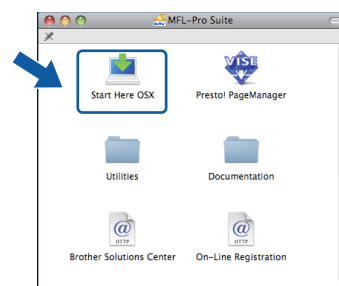 MFL-Pro Suite
VISE
Start Here OSX
Presto! PageManager
Utilities
Documentation
@
HTTP
@
HTTP
Brother Solutions Center
On-Line Registration